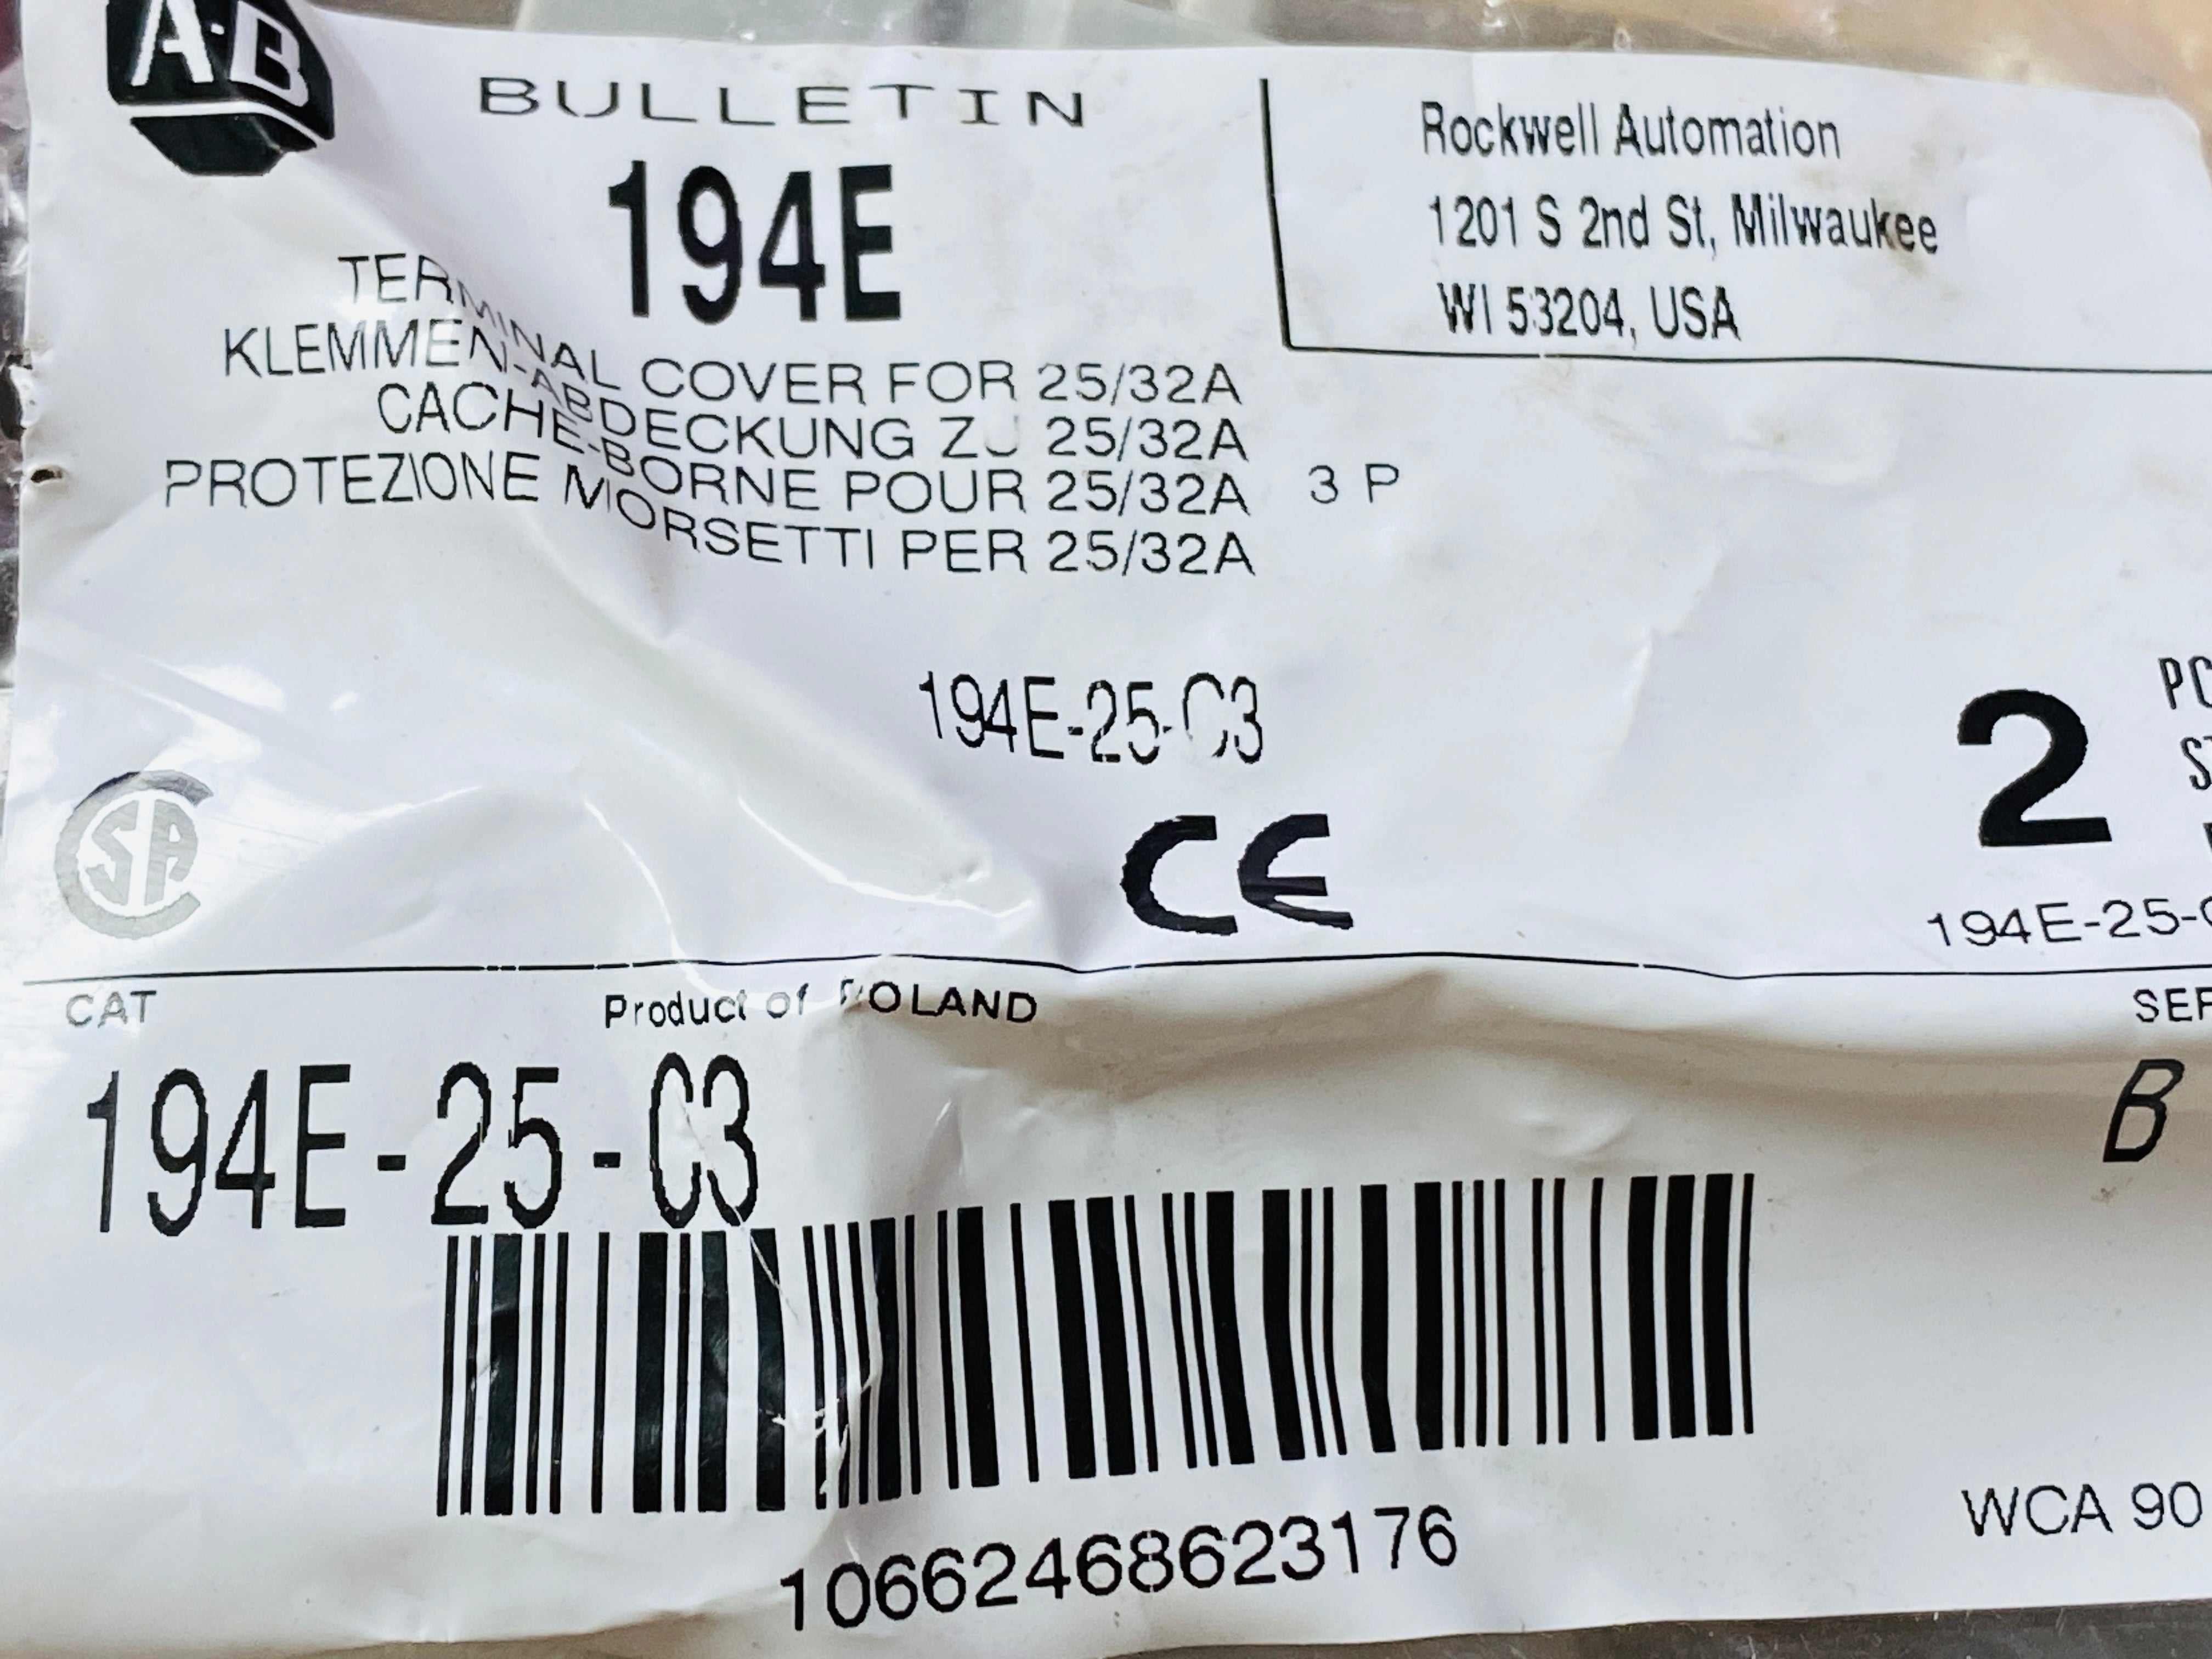 A-B
BULLETIN
194E
Rockwell Automation
1201 S 2nd St, Milwaukee
WI 53204, USA
TERMINAL COVER FOR 25/32A
KLEMMEN-ABDECKUNG ZU 25/32A
CACHE-BORNE POUR 25/32A 3 P
PROTEZIONE MORSETTI PER 25/32A
194E-25-C3
2
CSA
CE
194E-25-
CAT
Product of POLAND
194E-25-C3
B
10662468623176
WCA 90